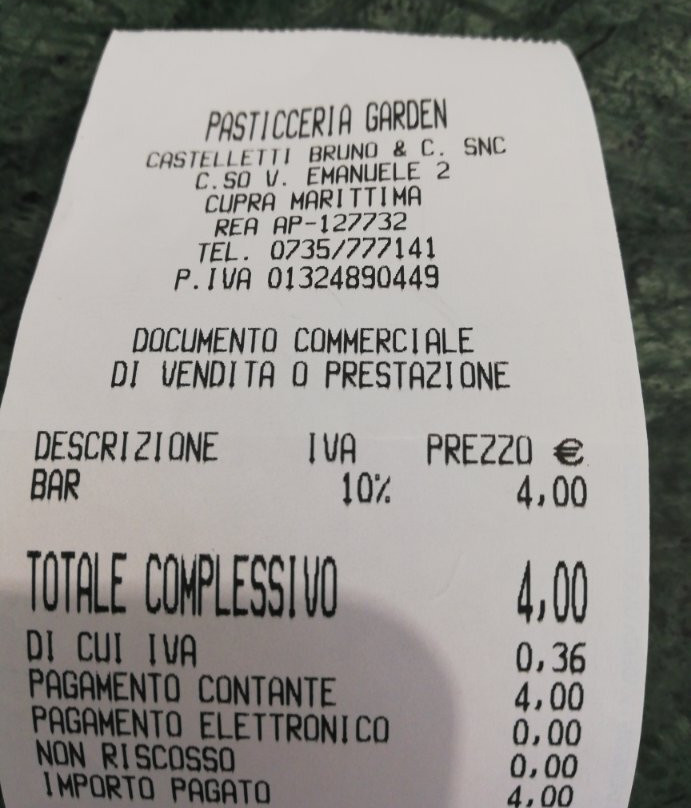 PASTICCERIA GARDEN
CASTELLETTI BRUNO & C. SNC
C.SO V. EMANUELE 2
CUPRA MARITTIMA
REA AP-127732
TEL. 0735/777141
P.IVA 01324890449
DOCUMENTO COMMERCIALE
DI VENDITA O PRESTAZIONE
DESCRIZIONE IVA PREZZO €
BAR 10% 4,00
TOTALE COMPLESSIVO 4,00
DI CUI IVA 0,36
PAGAMENTO CONTANTE 4,00
PAGAMENTO ELETTRONICO 0,00
NON RISCOSSO 0,00
IMPORTO PAGATO 4,00